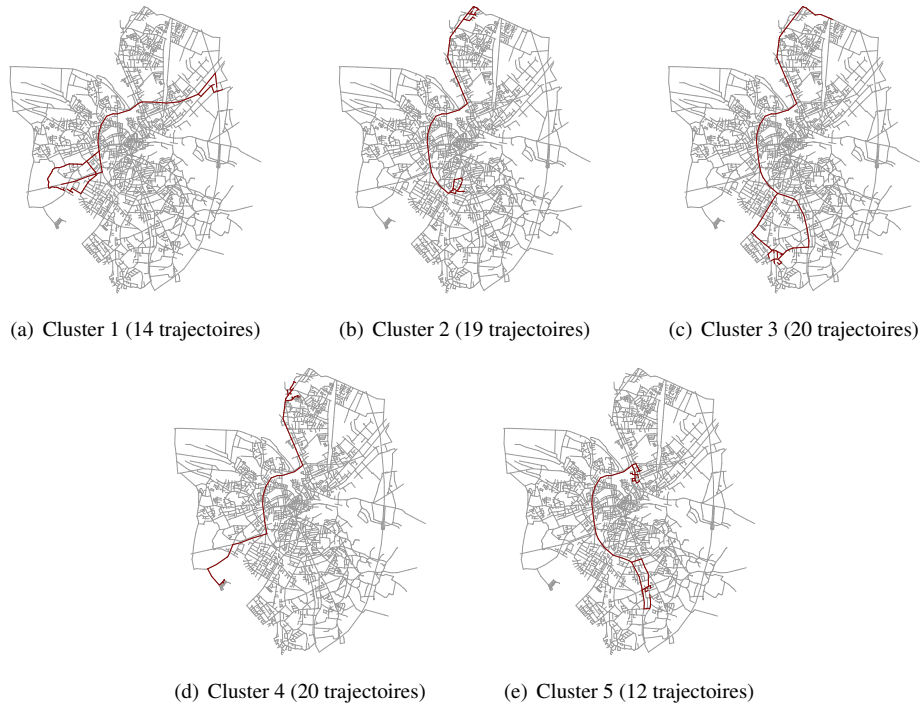 (a) Cluster 1 (14 trajectoires)
(b) Cluster 2 (19 trajectoires)
(c) Cluster 3 (20 trajectoires)
(d) Cluster 4 (20 trajectoires)
(e) Cluster 5 (12 trajectoires)